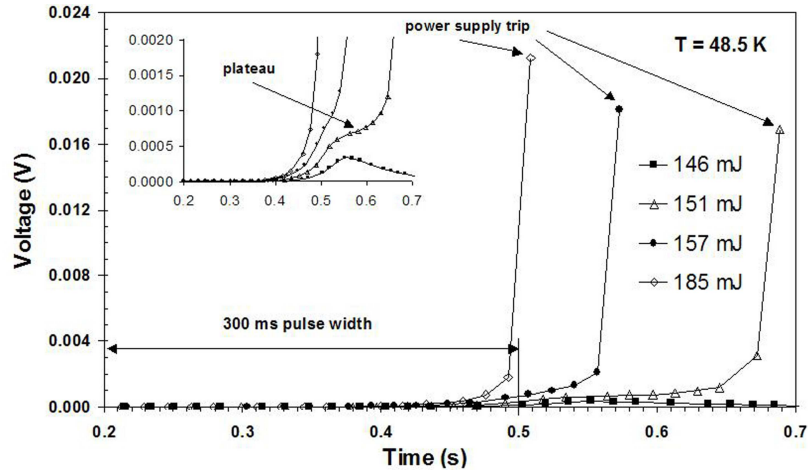 0.024
0.020
0.016
0.012
0.008
0.004
0.000
Voltage (V)
0.2 0.3 0.4 0.5 0.6 0.7
Time (s)
0.0020
0.0015
0.0010
0.0005
0.0000
0.2 0.3 0.4 0.5 0.6 0.7
plateau
power supply trip
T = 48.5 K
146 mJ
151 mJ
157 mJ
185 mJ
300 ms pulse width